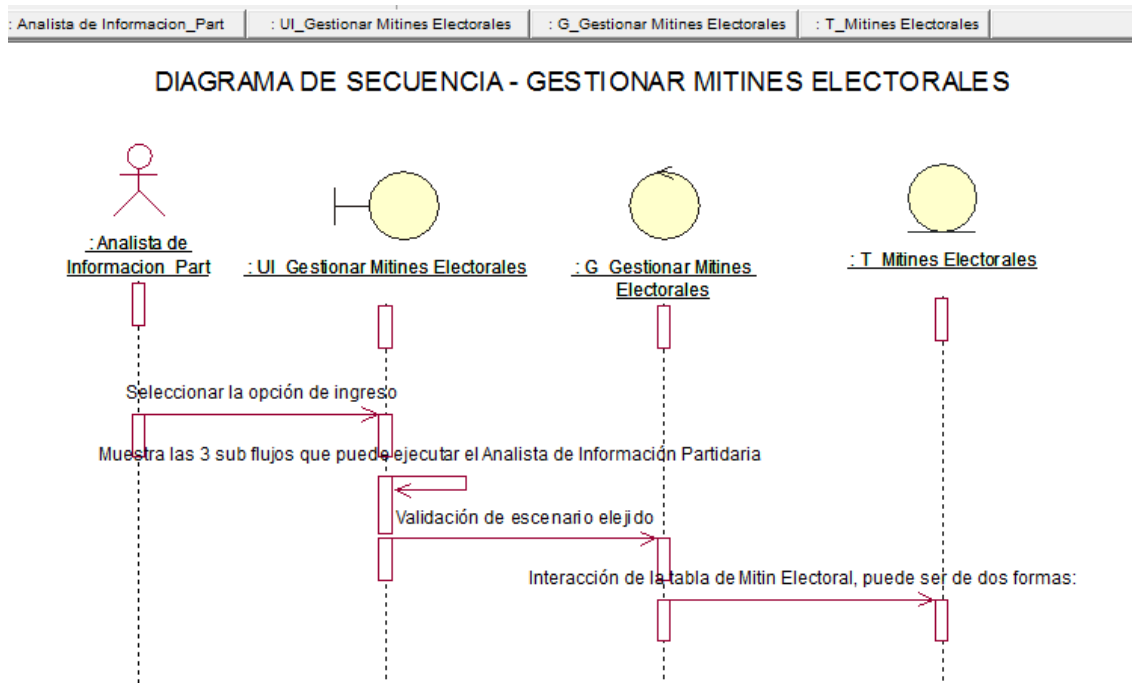 : Analista de Informacion_Part
: UI_Gestionar Mitines Electorales
: G_Gestionar Mitines Electorales
: T_Mitines Electorales
DIAGRAMA DE SECUENCIA - GESTIONAR MITINES ELECTORALES
: Analista de
Informacion_Part
: UI_Gestionar Mitines Electorales
: G_Gestionar Mitines
Electorales
: T_Mitines Electorales
Seleccionar la opción de ingreso
Muestra las 3 sub flujos que puede ejecutar el Analista de Información Partidaria
Validación de escenario elejido
Interacción de la tabla de Mitin Electoral, puede ser de dos formas: